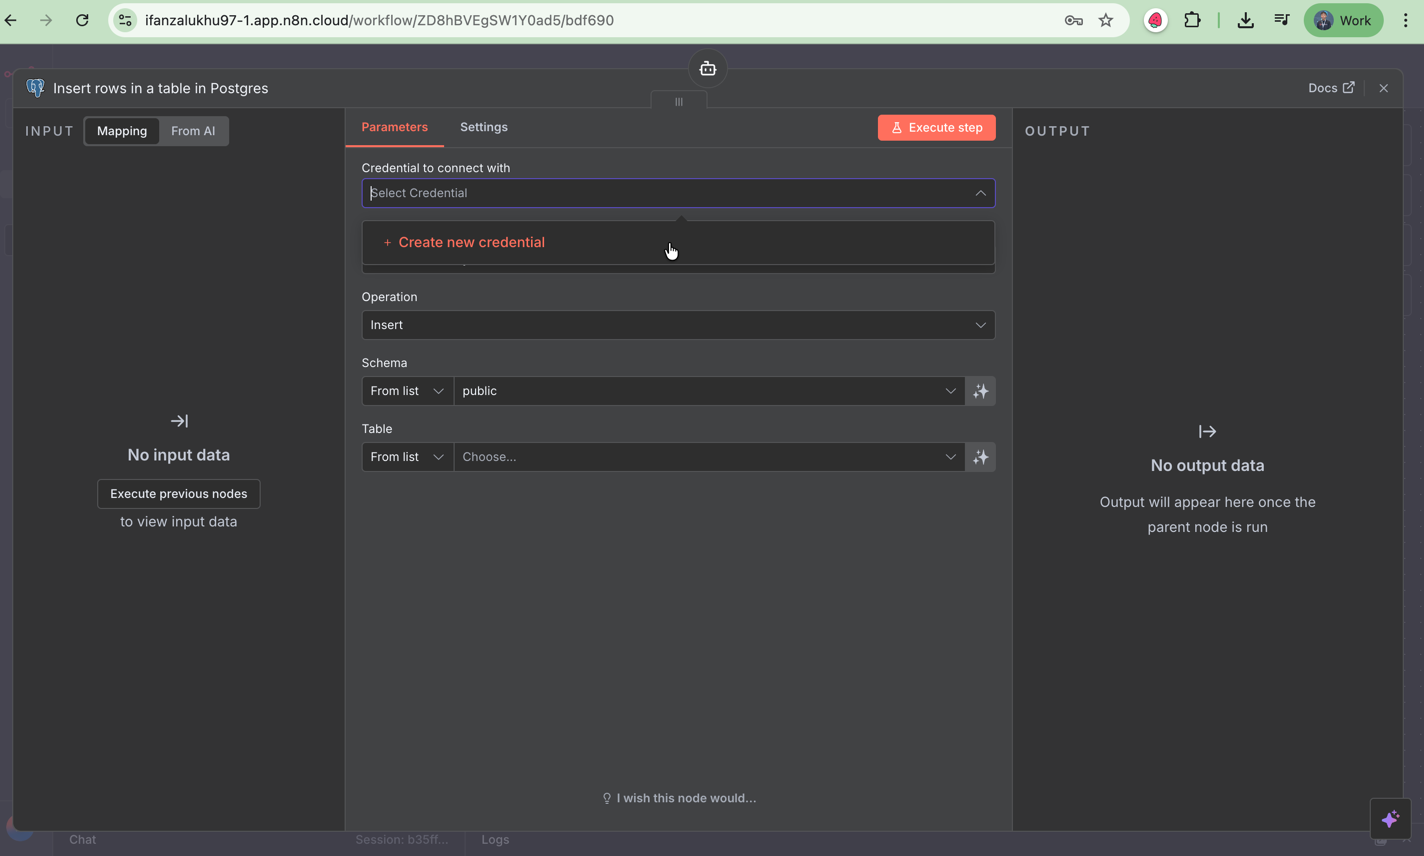 ifanzalukhu97-1.app.n8n.cloud/workflow/ZD8hBVEgSW1Y0ad5/bdf690
Work
Insert rows in a table in Postgres
Docs
INPUT
Mapping
From AI
Parameters
Settings
Execute step
OUTPUT
Credential to connect with
Select Credential
+ Create new credential
Operation
Insert
Schema
From list
public
Table
From list
Choose...
No input data
Execute previous nodes
to view input data
No output data
Output will appear here once the
parent node is run
I wish this node would...
Chat
Session: b35ff...
Logs